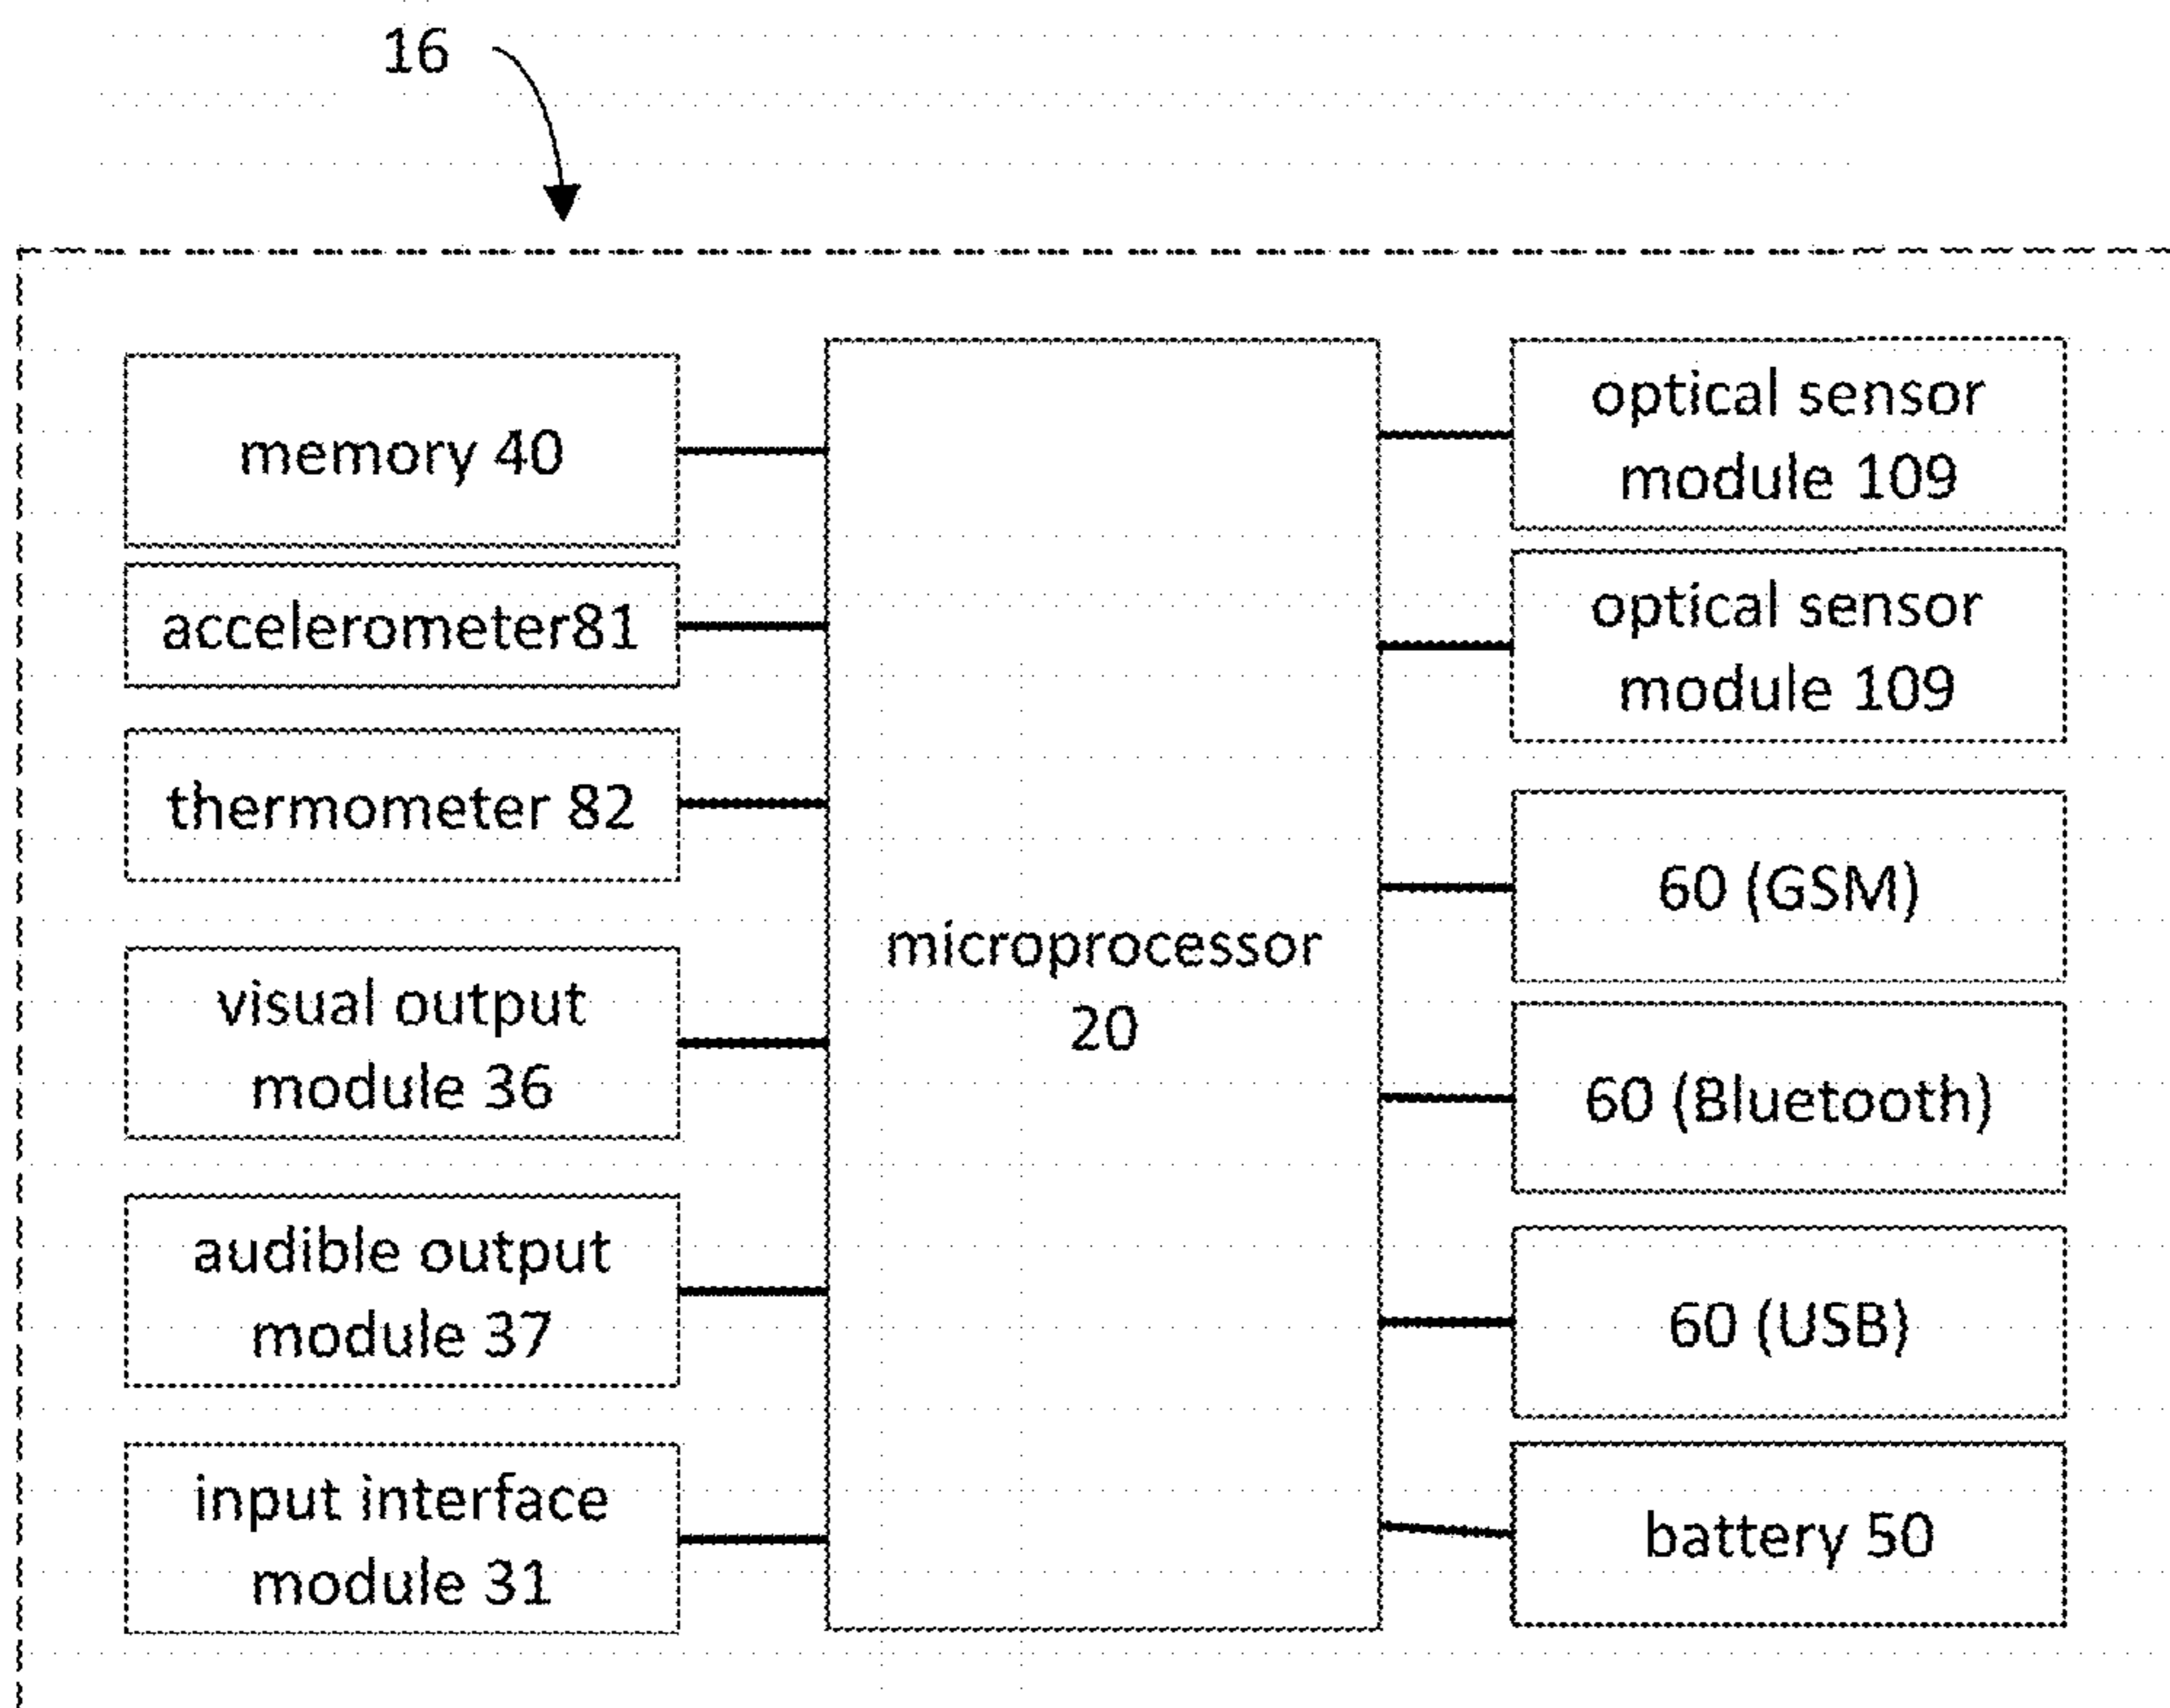 16
memory 40
accelerometer81
thermometer 82
visual output
module 36
audible output
module 37
input interface
module 31
microprocessor
20
optical sensor
module 109
optical sensor
module 109
60 (GSM)
60 (Bluetooth)
60 (USB)
battery 50